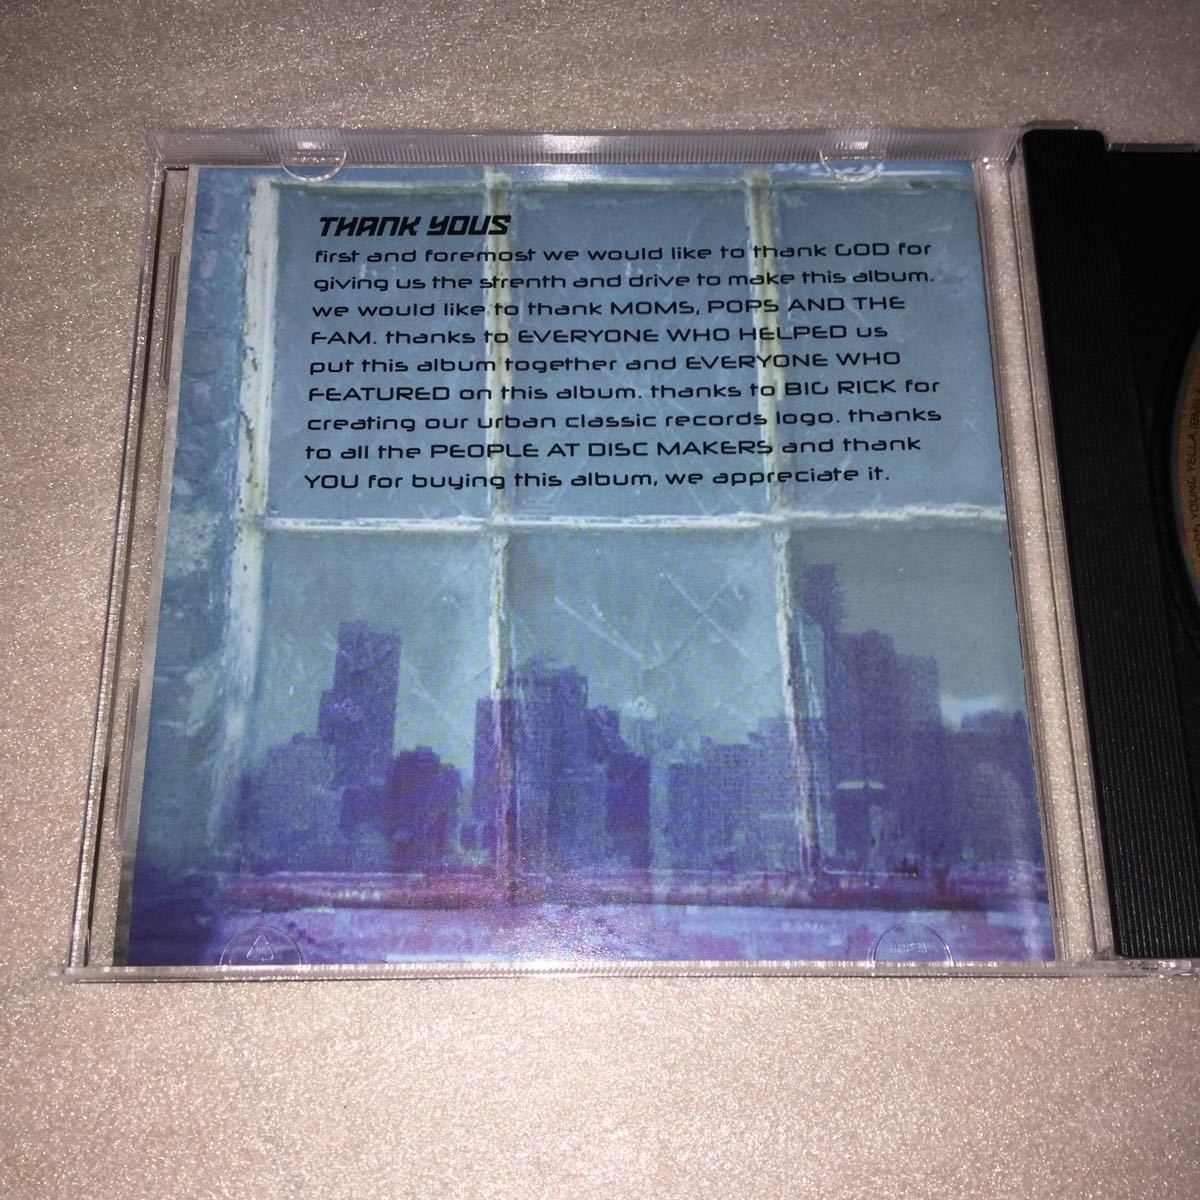 THANK YOUS
first and foremost we would like to thank GOD for
giving us the strenth and drive to make this album.
we would like to thank MOMS, POPS AND THE
FAM. thanks to EVERYONE WHO HELPED us
put this album together and EVERYONE WHO
FEATURED on this album. thanks to BIG RICK for
creating our urban classic records logo. thanks
to all the PEOPLE AT DISC MAKERS and thank
YOU for buying this album, we appreciate it.